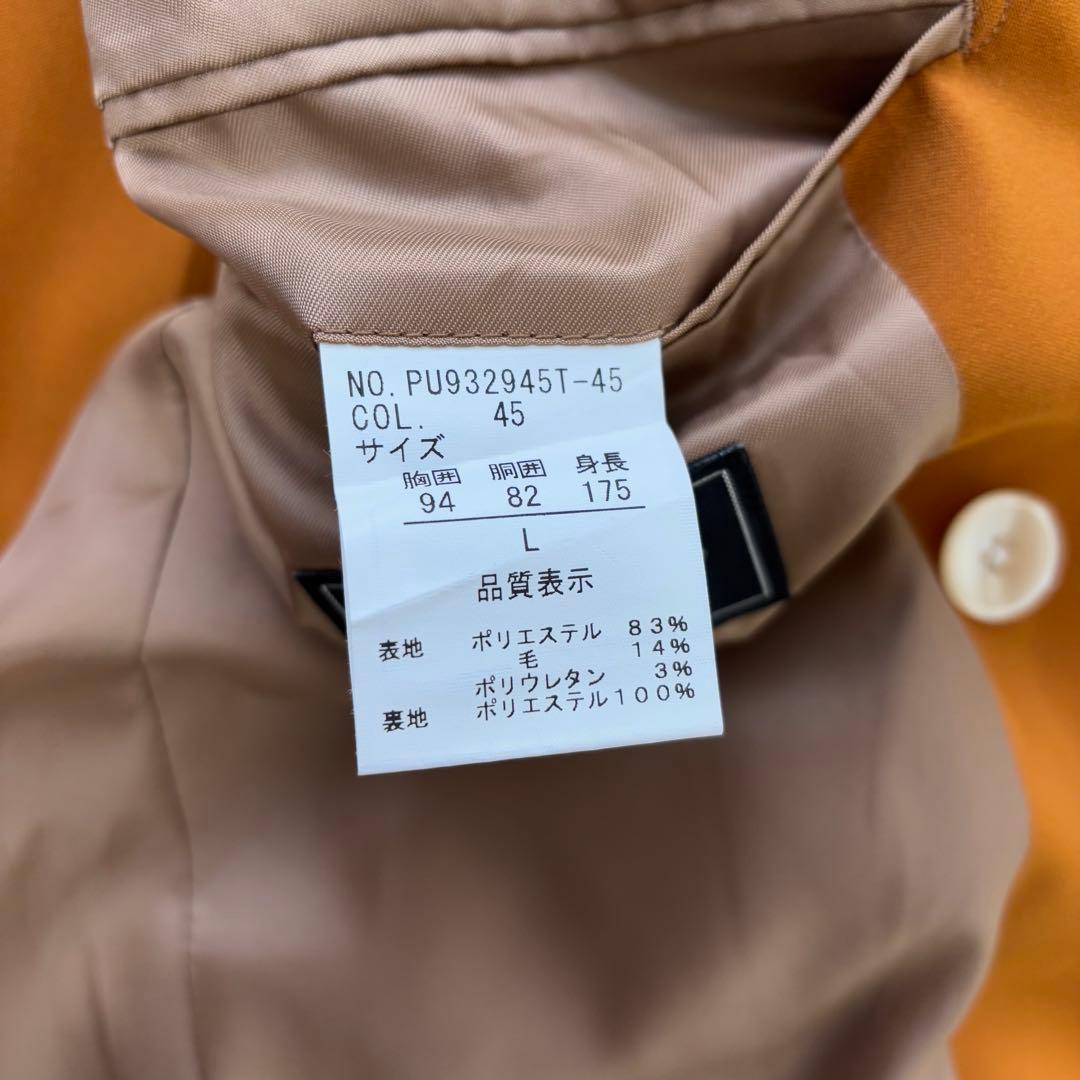 NO.PU932945T-45
COL. 45
サイズ
胸囲 胴囲 身長
94 82 175
L
品質表示
表地 ポリエステル 83%
毛 14%
ポリウレタン 3%
裏地 ポリエステル100%